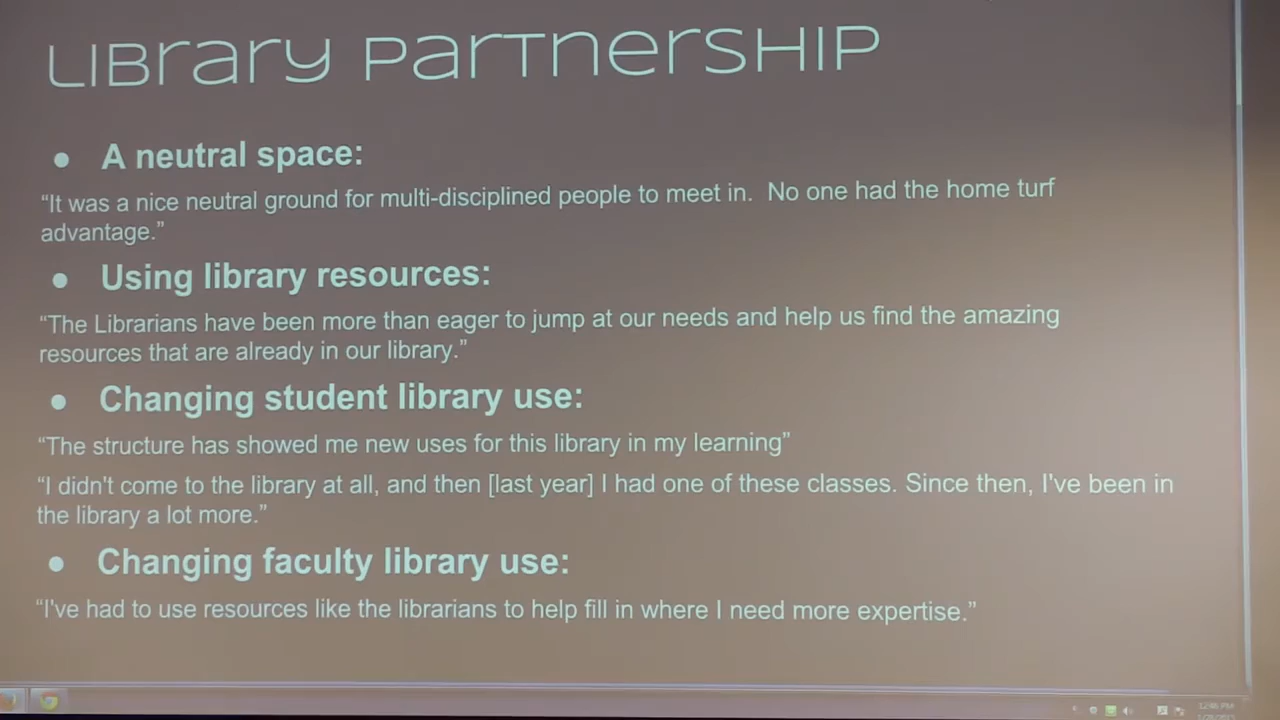 LIBrary ParTnerSHIP
● A neutral space:
“It was a nice neutral ground for multi-disciplined people to meet in. No one had the home turf
advantage.”
● Using library resources:
“The Librarians have been more than eager to jump at our needs and help us find the amazing
resources that are already in our library.”
● Changing student library use:
“The structure has showed me new uses for this library in my learning”
“I didn't come to the library at all, and then [last year] I had one of these classes. Since then, I've been in
the library a lot more.”
● Changing faculty library use:
“I've had to use resources like the librarians to help fill in where I need more expertise.”